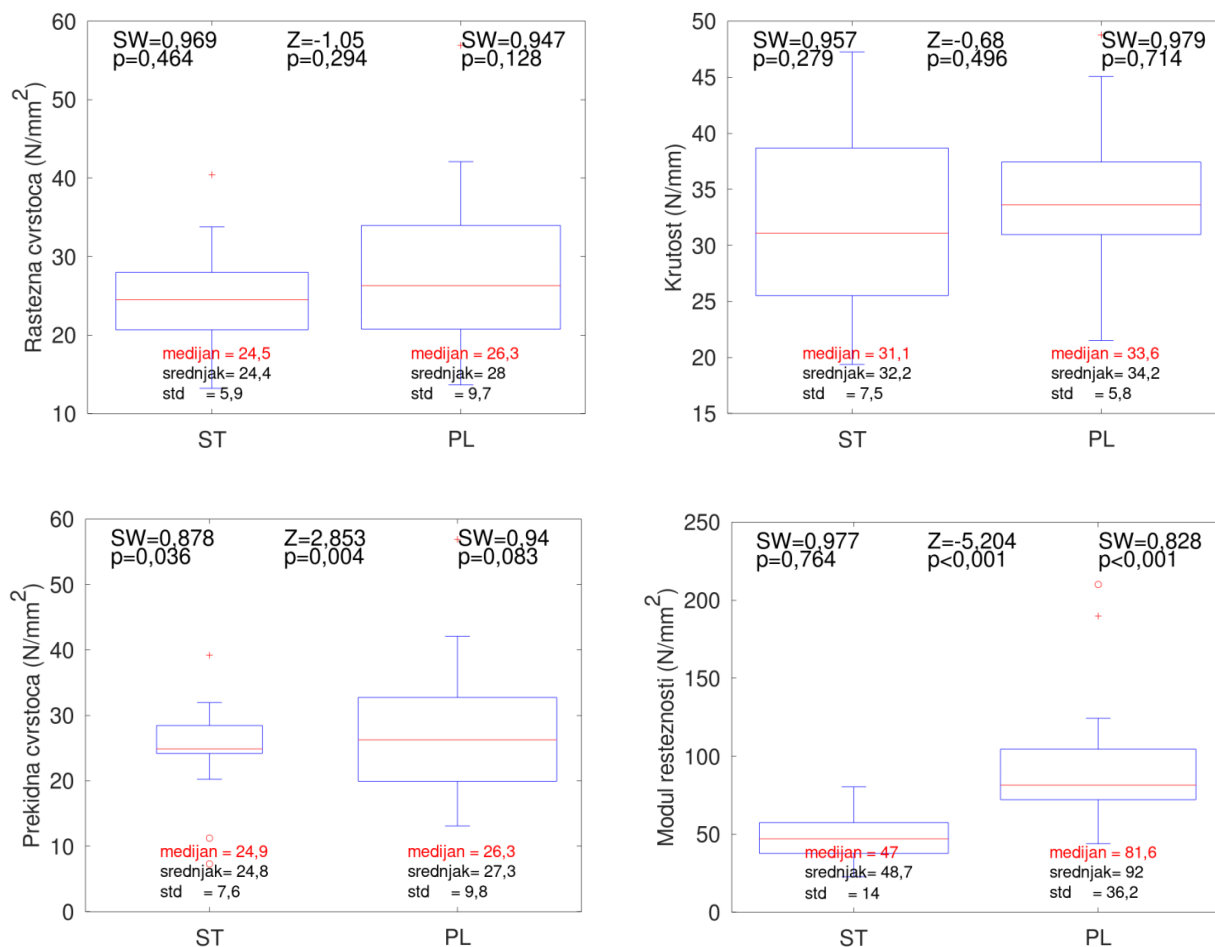 60
SW=0,969 Z=-1,05 SW=0,947
p=0,464 p=0,294 p=0,128
50
40
30
20
10
Rastezna cvrstoca (N/mm²)
medijan = 24,5 medijan = 26,3
srednjak= 24,4 srednjak= 28
std = 5,9 std = 9,7
ST PL
50
SW=0,957 Z=-0,68 SW=0,979
p=0,279 p=0,496 p=0,714
45
40
35
30
25
20
15
Krutost (N/mm)
medijan = 31,1 medijan = 33,6
srednjak= 32,2 srednjak= 34,2
std = 7,5 std = 5,8
ST PL
60
SW=0,878 Z=2,853 SW=0,94
p=0,036 p=0,004 p=0,083
50
40
30
20
10
0
Prekidna cvrstoca (N/mm²)
medijan = 24,9 medijan = 26,3
srednjak= 24,8 srednjak= 27,3
std = 7,6 std = 9,8
ST PL
250
SW=0,977 Z=-5,204 SW=0,828
p=0,764 p<0,001 p<0,001
200
150
100
50
0
Modul resteznosti (N/mm²)
medijan = 47 medijan = 81,6
srednjak= 48,7 srednjak= 92
std = 14 std = 36,2
ST PL